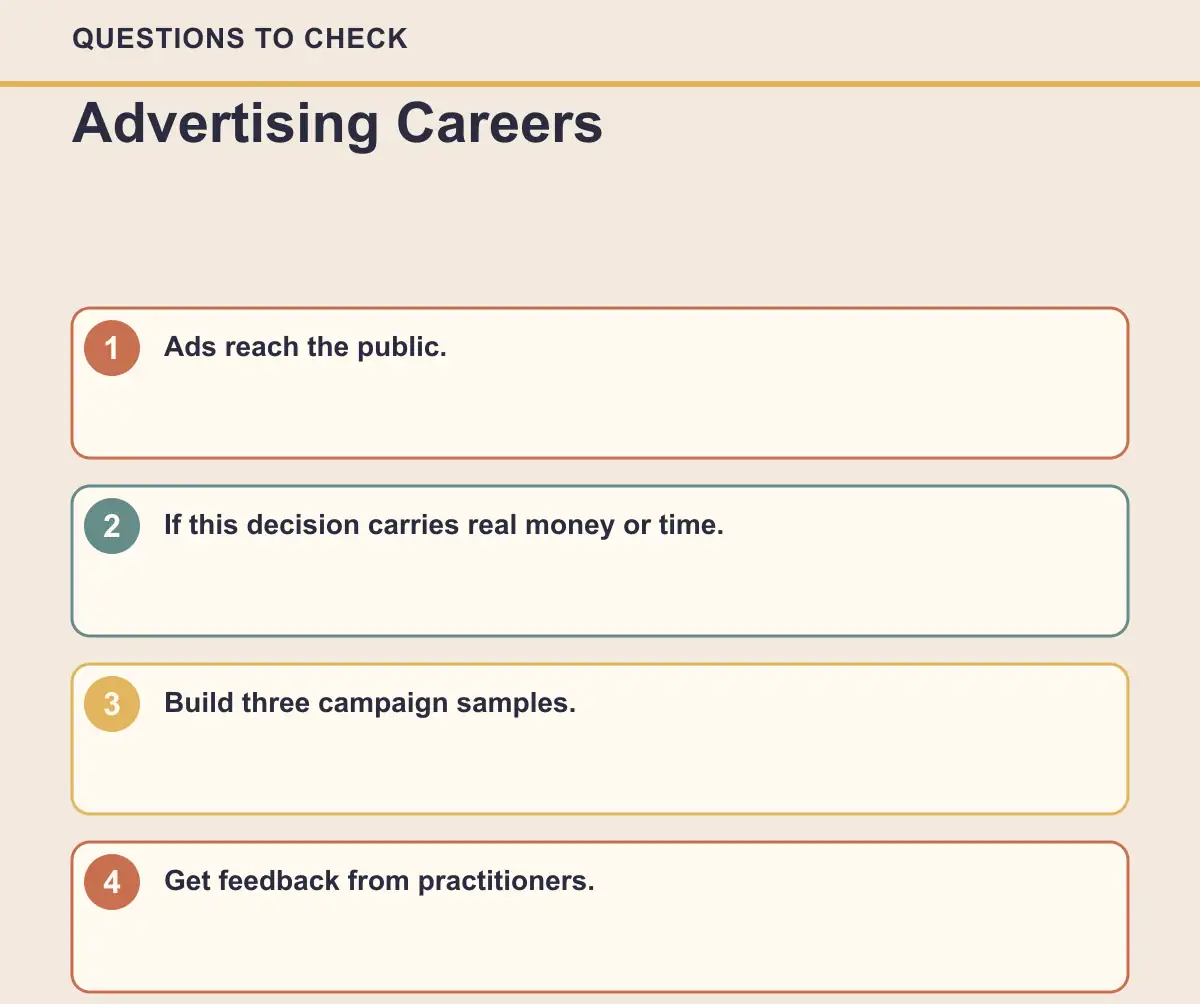 QUESTIONS TO CHECK
Advertising Careers
1 Ads reach the public.
2 If this decision carries real money or time.
3 Build three campaign samples.
4 Get feedback from practitioners.